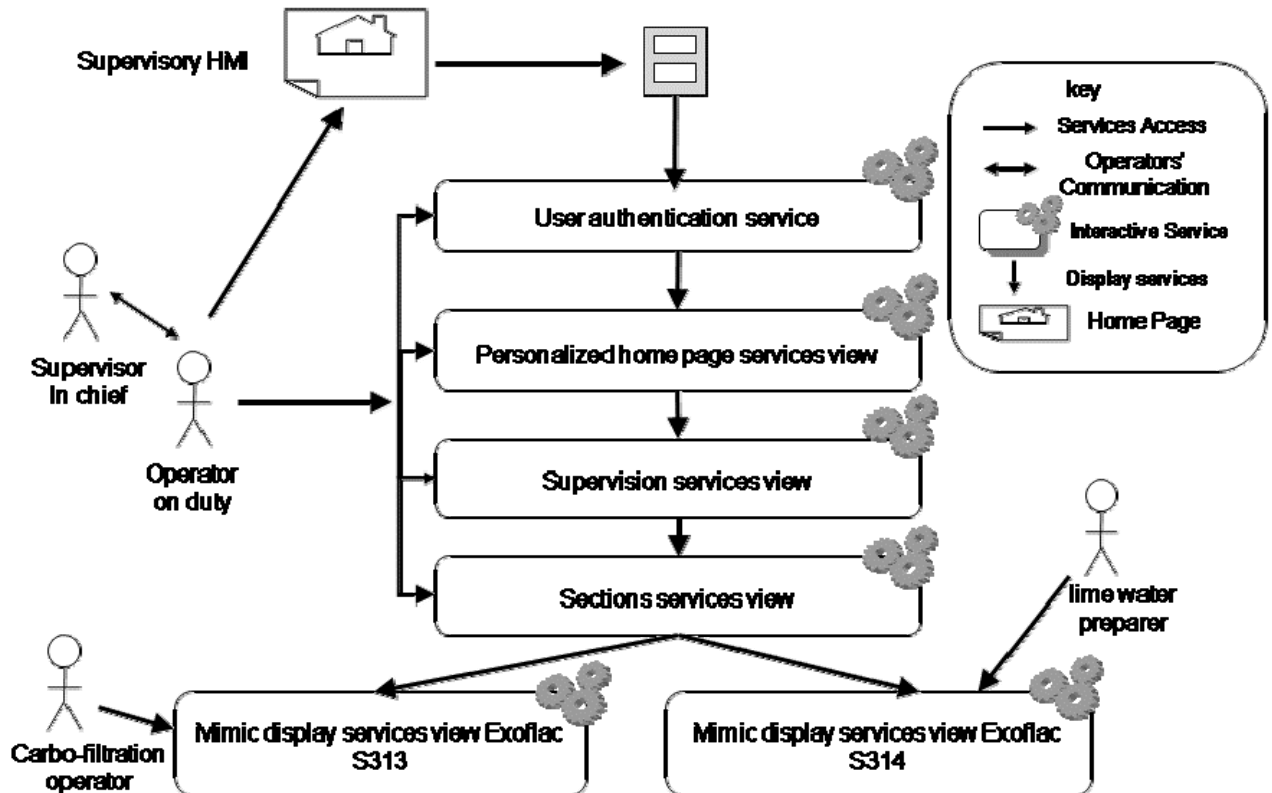 Supervisory HMI
key
Services Access
Operators'
Communication
Interactive Service
Display services
Home Page
User authentication service
Personalized home page services view
Supervision services view
Sections services view
Supervisor
In chief
Operator
on duty
lime water
preparer
Carbo-filtration
operator
Mimic display services view Exoflac
S313
Mimic display services view Exoflac
S314